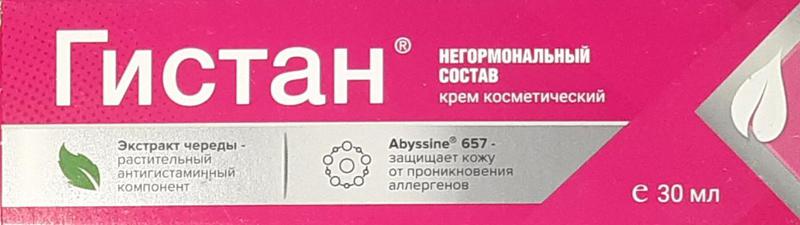 Гистан®
НЕГОРМОНАЛЬНЫЙ
СОСТАВ
крем косметический
Экстракт череды -
растительный
антигистаминный
компонент
Abyssine® 657 -
защищает кожу
от проникновения
аллергенов
℮ 30 мл